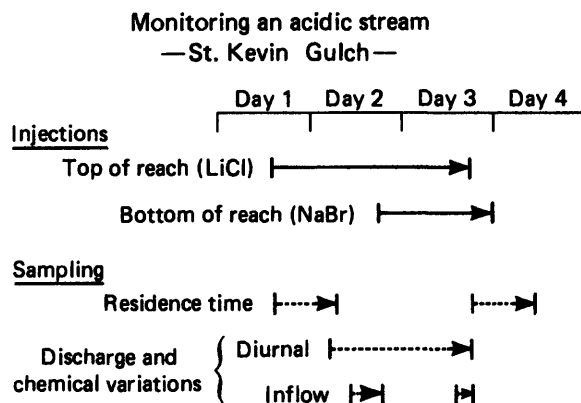 Monitoring an acidic stream
—St. Kevin Gulch—
Day 1 Day 2 Day 3 Day 4
Injections
Top of reach (LiCl)
Bottom of reach (NaBr)
Sampling
Residence time
Discharge and
chemical variations
Diurnal
Inflow